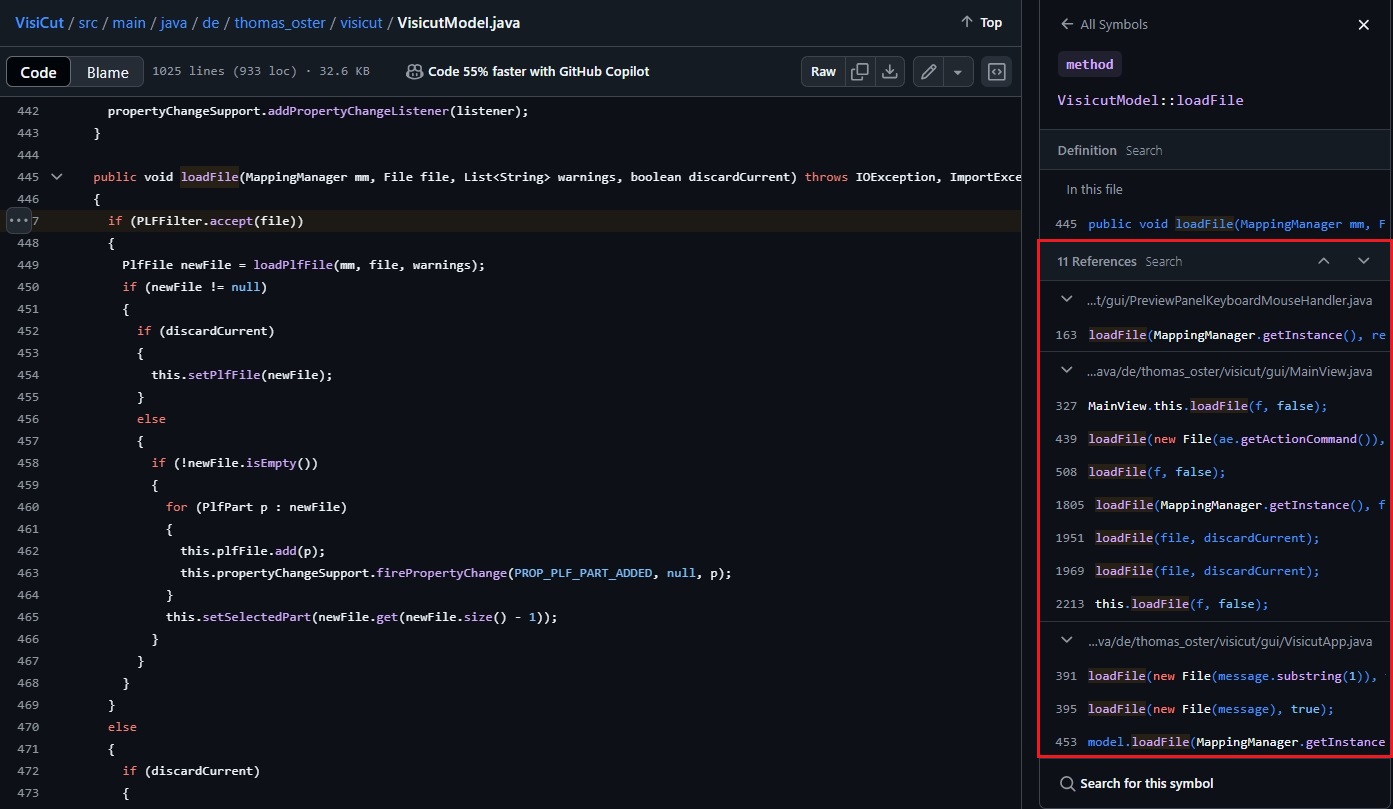 VisiCut / src / main / java / de / thomas_oster / visicut / VisicutModel.java
Top
Code Blame 1025 lines (933 loc) · 32.6 KB Code 55% faster with GitHub Copilot Raw
442 propertyChangeSupport.addPropertyChangeListener(listener);
443 }
444
445 public void loadFile(MappingManager mm, File file, List<String> warnings, boolean discardCurrent) throws IOException, ImportExce
446 {
7 if (PLFFilter.accept(file))
448 {
449 PlfFile newFile = loadPlfFile(mm, file, warnings);
450 if (newFile != null)
451 {
452 if (discardCurrent)
453 {
454 this.setPlfFile(newFile);
455 }
456 else
457 {
458 if (!newFile.isEmpty())
459 {
460 for (PlfPart p : newFile)
461 {
462 this.plfFile.add(p);
463 this.propertyChangeSupport.firePropertyChange(PROP_PLF_PART_ADDED, null, p);
464 }
465 this.setSelectedPart(newFile.get(newFile.size() - 1));
466 }
467 }
468 }
469 }
470 else
471 {
472 if (discardCurrent)
473 {
All Symbols
method
VisicutModel::loadFile
Definition Search
In this file
445 public void loadFile(MappingManager mm, F
11 References Search
...t/gui/PreviewPanelKeyboardMouseHandler.java
163 loadFile(MappingManager.getInstance(), re
...ava/de/thomas_oster/visicut/gui/MainView.java
327 MainView.this.loadFile(f, false);
439 loadFile(new File(ae.getActionCommand()),
508 loadFile(f, false);
1805 loadFile(MappingManager.getInstance(), f
1951 loadFile(file, discardCurrent);
1969 loadFile(file, discardCurrent);
2213 this.loadFile(f, false);
...va/de/thomas_oster/visicut/gui/VisicutApp.java
391 loadFile(new File(message.substring(1)),
395 loadFile(new File(message), true);
453 model.loadFile(MappingManager.getInstance
Search for this symbol